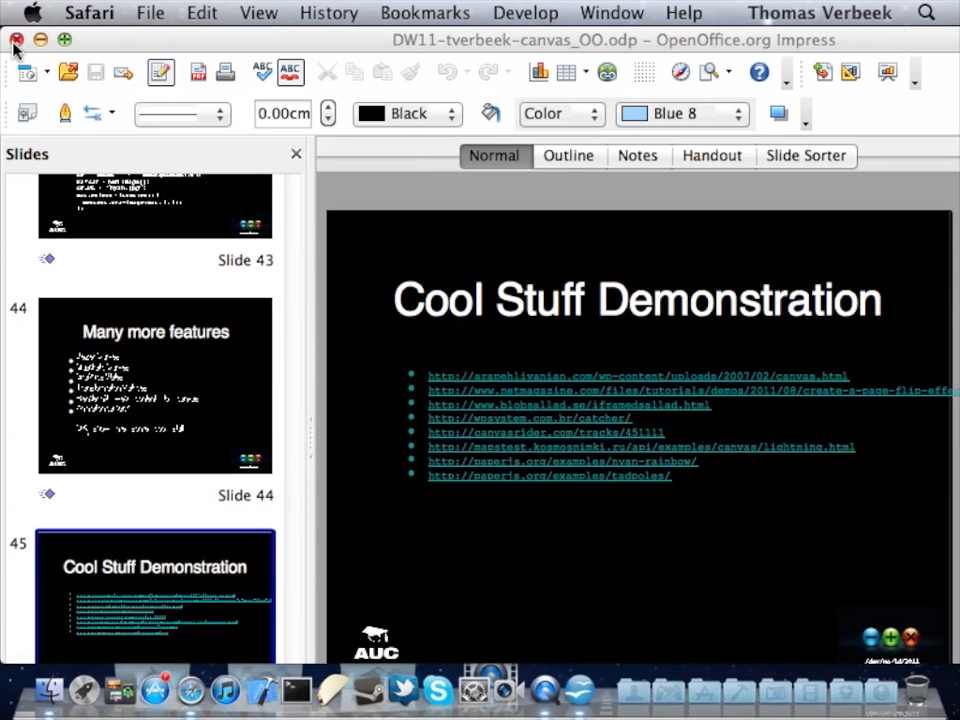 Safari File Edit View History Bookmarks Develop Window Help Thomas Verbeek
DW11-tverbeek-canvas_OO.odp – OpenOffice.org Impress
ABC ABC
0.00cm Black Color Blue 8
Slides
Normal Outline Notes Handout Slide Sorter
Slide 43
44
Many more features
Slide 44
45
Cool Stuff Demonstration
Cool Stuff Demonstration
http://arapehlivanian.com/wp-content/uploads/2007/02/canvas.html
http://www.netmagazine.com/files/tutorials/demos/2011/08/create-a-page-flip-effec
http://www.blobsallad.se/iframedsallad.html
http://wpsystem.com.br/catcher/
http://canvasrider.com/tracks/451111
http://mapstest.kosmosnimki.ru/api/examples/canvas/lightning.html
http://paperjs.org/examples/nyan-rainbow/
http://paperjs.org/examples/tadpoles/
AUC